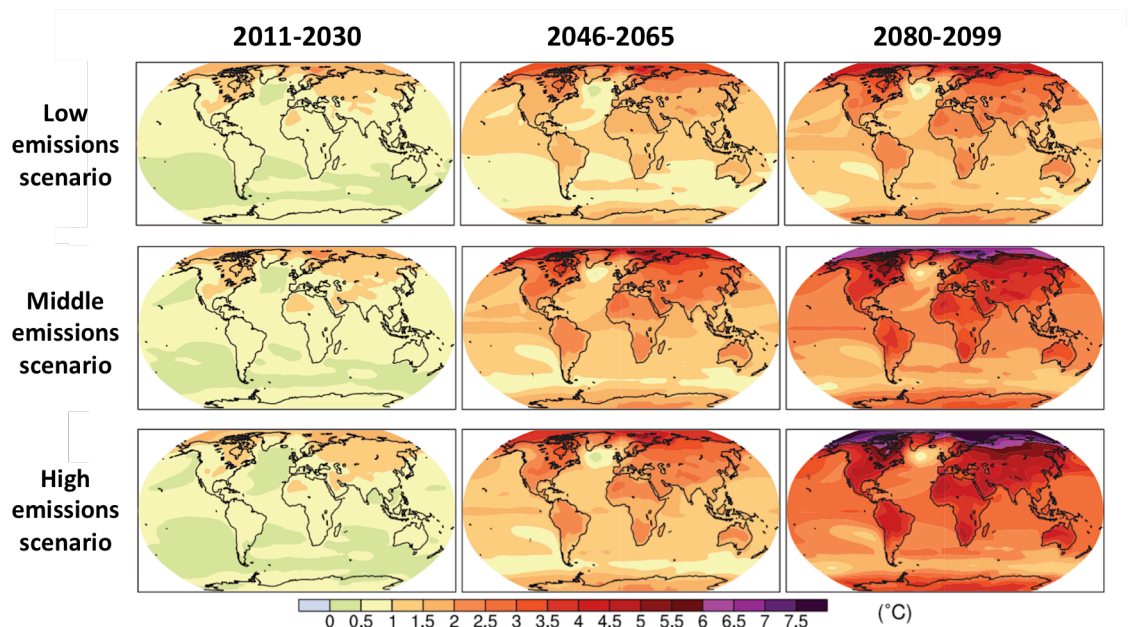 2011-2030 2046-2065 2080-2099
Low
emissions
scenario
Middle
emissions
scenario
High
emissions
scenario
0 0.5 1 1.5 2 2.5 3 3.5 4 4.5 5 5.5 6 6.5 7 7.5 (°C)